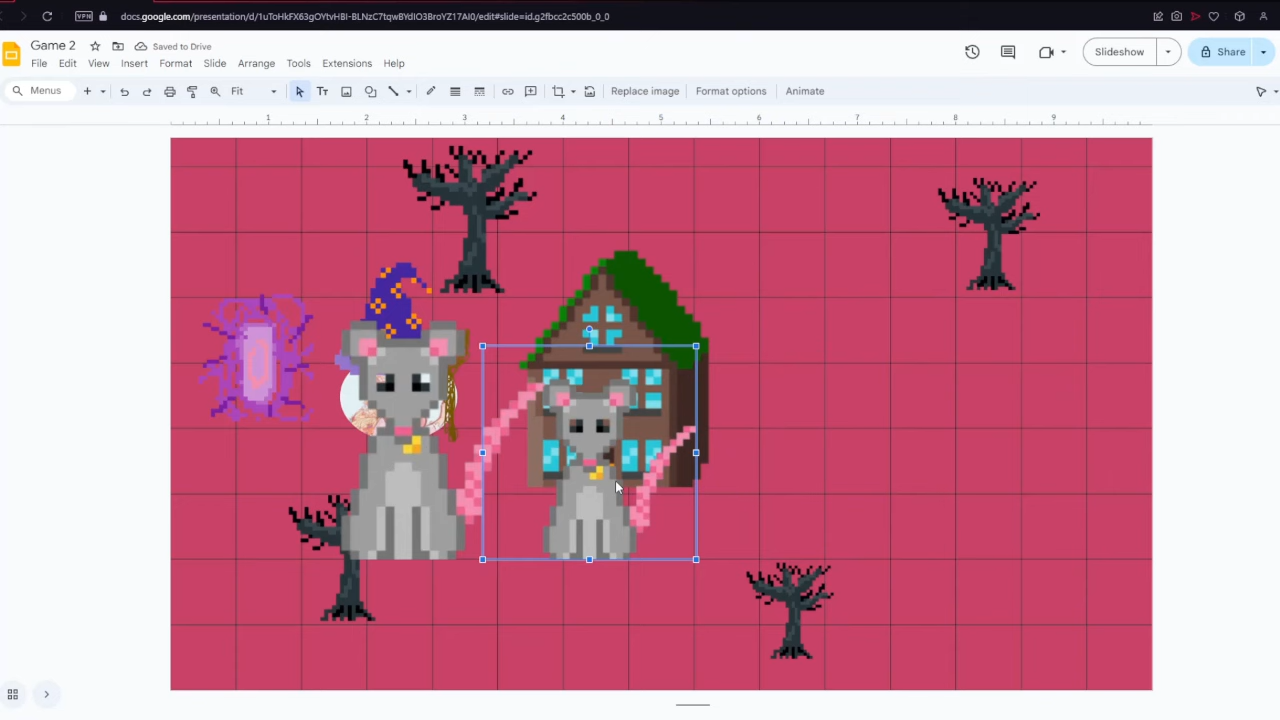 VPN docs.google.com/presentation/d/1uToHkFX63gOYtvHBI-BLNzC7tqwBYdIO3BroYZ17AI0/edit#slide=id.g2fbcc2c500b_0_0
Game 2 Saved to Drive
File Edit View Insert Format Slide Arrange Tools Extensions Help
Slideshow Share
Menus Fit Replace image Format options Animate
1 2 3 4 5 6 7 8 9